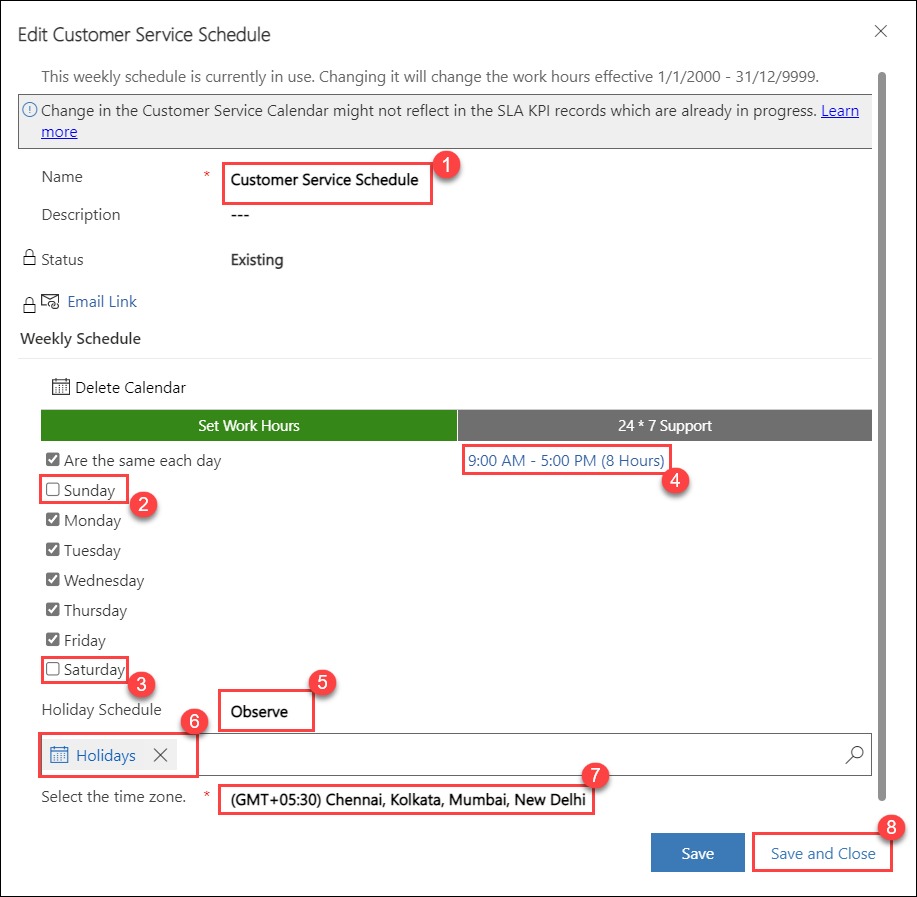 Edit Customer Service Schedule
This weekly schedule is currently in use. Changing it will change the work hours effective 1/1/2000 - 31/12/9999.
Change in the Customer Service Calendar might not reflect in the SLA KPI records which are already in progress. Learn
more
1
Name * Customer Service Schedule
Description ---
Status Existing
Email Link
Weekly Schedule
Delete Calendar
Set Work Hours 24 * 7 Support
Are the same each day 9:00 AM - 5:00 PM (8 Hours)
4
Sunday
2
Monday
Tuesday
Wednesday
Thursday
Friday
Saturday
3
5
Holiday Schedule Observe
6
Holidays
7
Select the time zone. * (GMT+05:30) Chennai, Kolkata, Mumbai, New Delhi
8
Save Save and Close